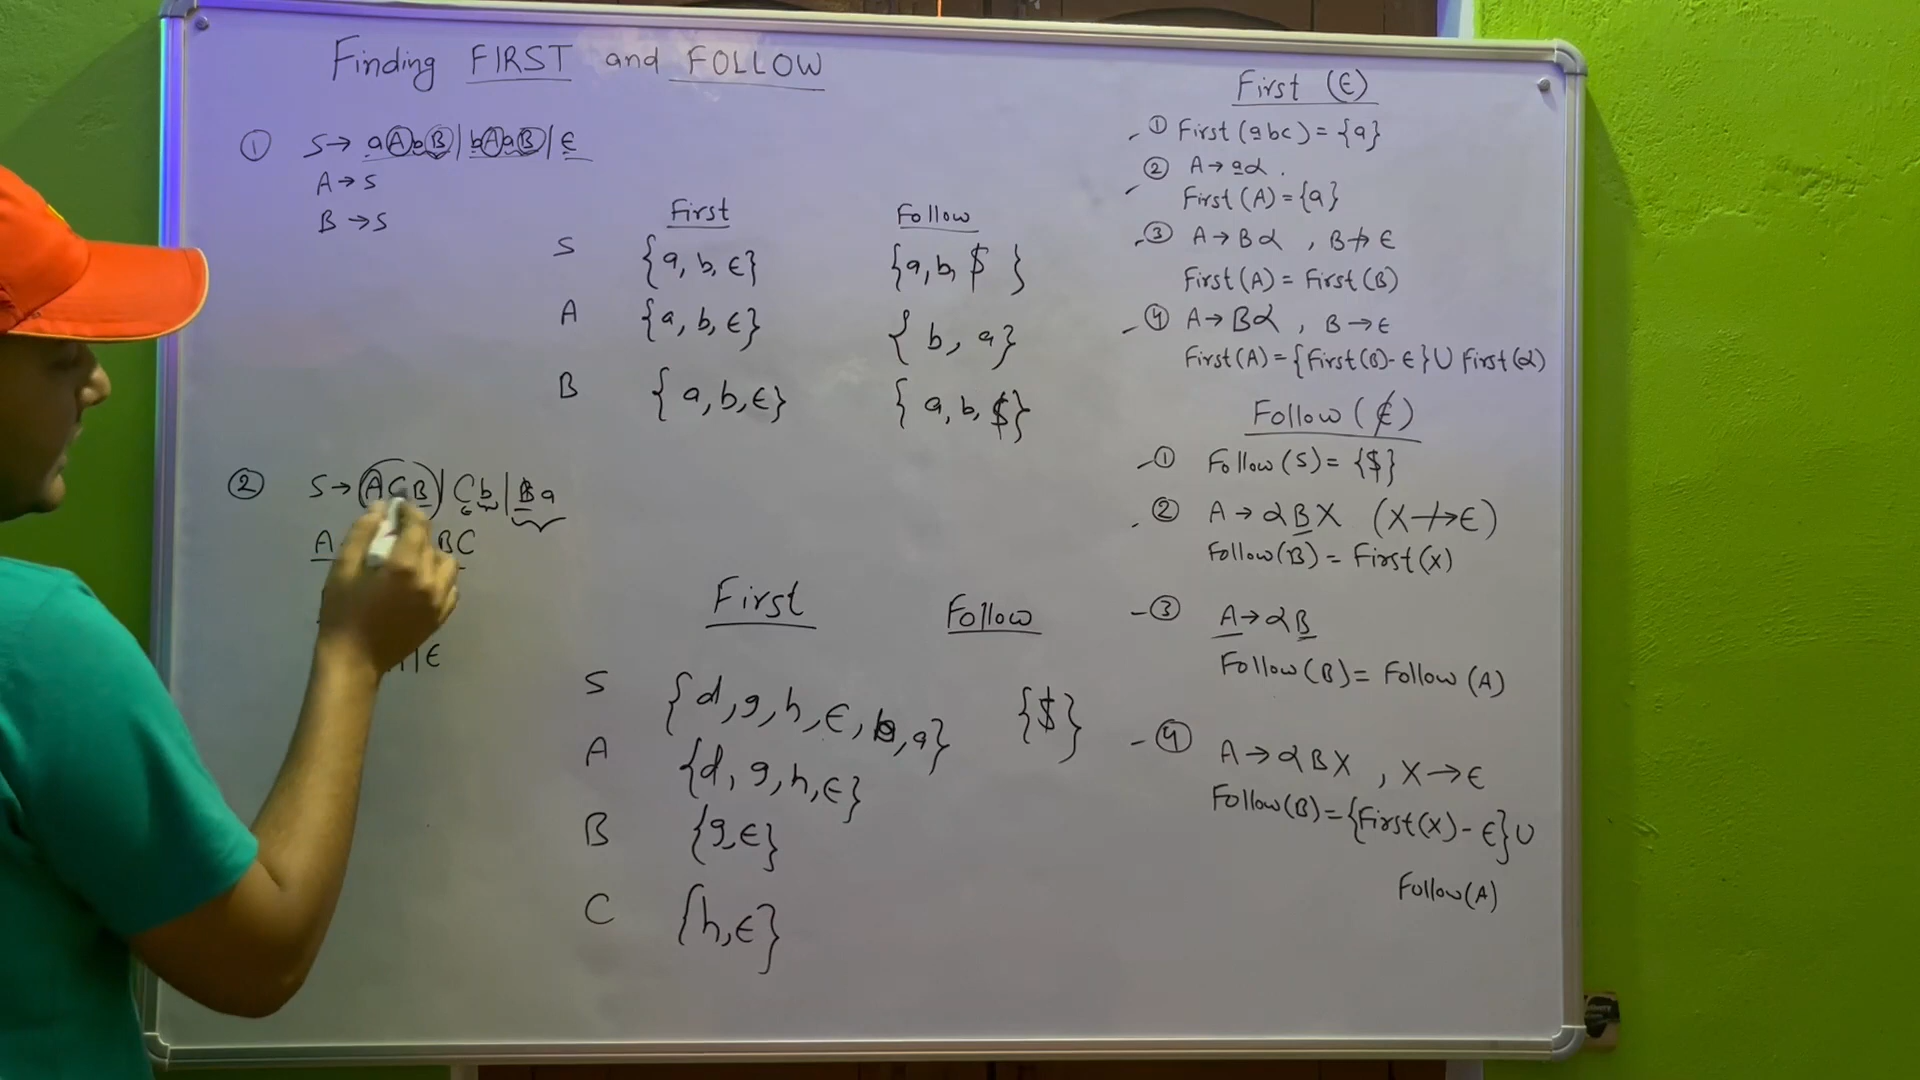 Finding FIRST and FOLLOW
① S→ aAbB | bAaB | ε
A→S
B→S
First Follow
S {a, b, ε} {a, b, $ }
A {a, b, ε} { b, a}
B { a, b, ε} { a, b, $}
② S→ ACB | Cb | Ba
A BC
|ε
First Follow
S {d, g, h, ε, b, a} {$}
A {d, g, h, ε}
B {g, ε}
C {h, ε}
First (ε)
① First (abc) = {a}
② A→ aα .
First (A) = {a}
③ A→Bα , B↛ε
First (A) = First (B)
④ A→Bα , B→ε
First (A) = {First (B) - ε} ∪ First (α)
Follow (ε̸)
① Follow (S) = {$}
② A→αBX (X↛ε)
Follow (B) = First (X)
③ A→αB
Follow (B) = Follow (A)
④ A→αBX , X→ε
Follow (B) = {First (X) - ε} ∪
Follow (A)